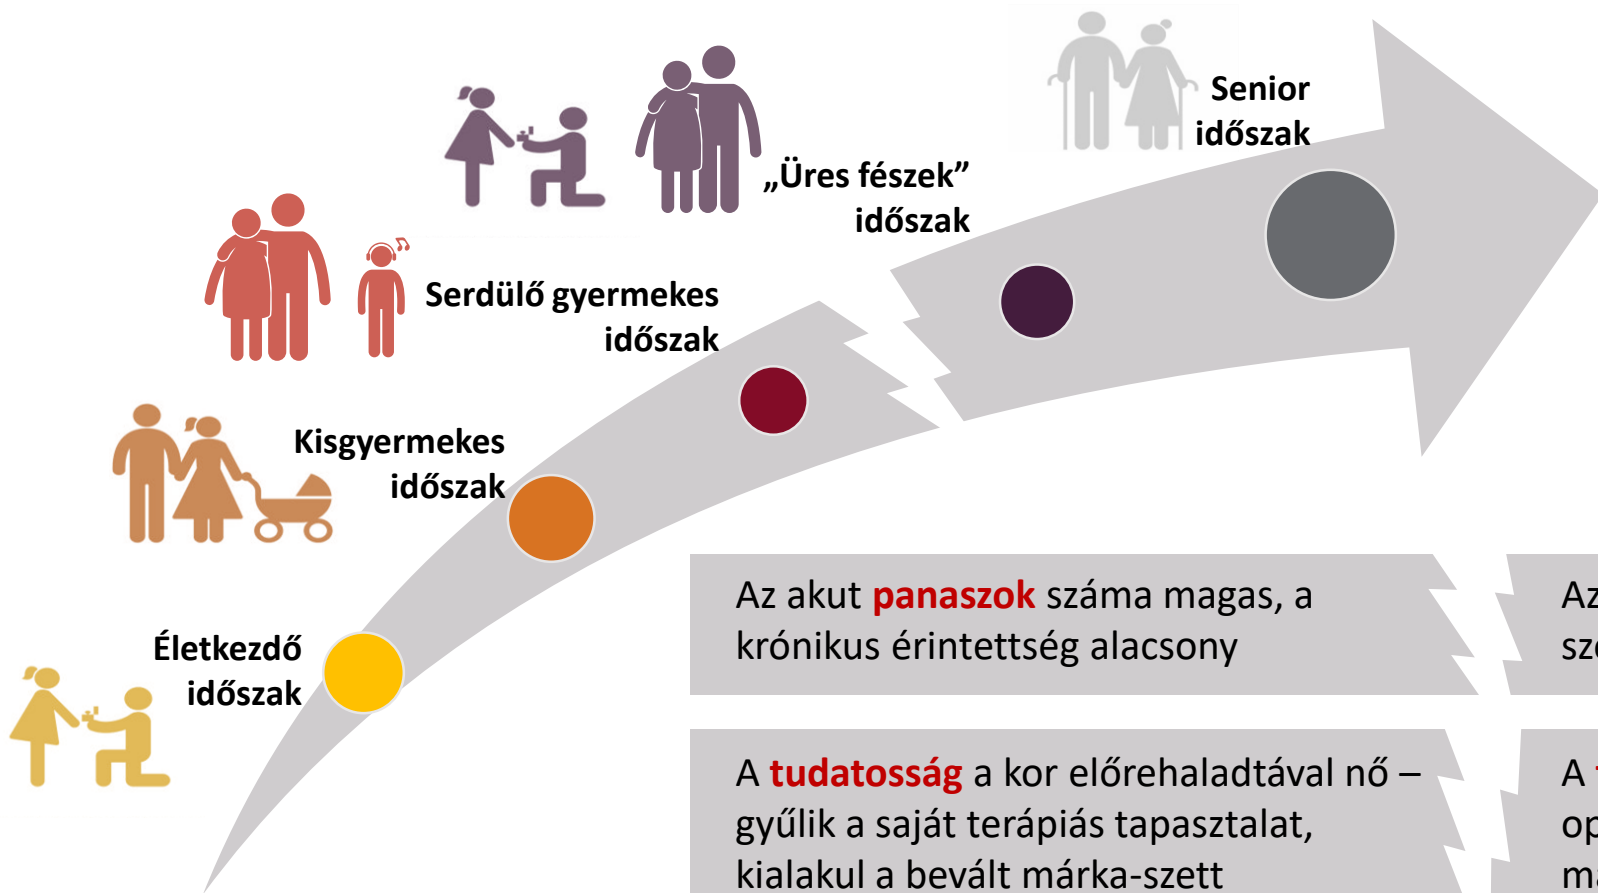 Senior
időszak
„Üres fészek”
időszak
Serdülő gyermekes
időszak
Kisgyermekes
időszak
Életkezdő
időszak
Az akut panaszok száma magas, a
krónikus érintettség alacsony
Az
A tudatosság a kor előrehaladtával nő –
gyűlik a saját terápiás tapasztalat,
kialakul a bevált márka-szett
A